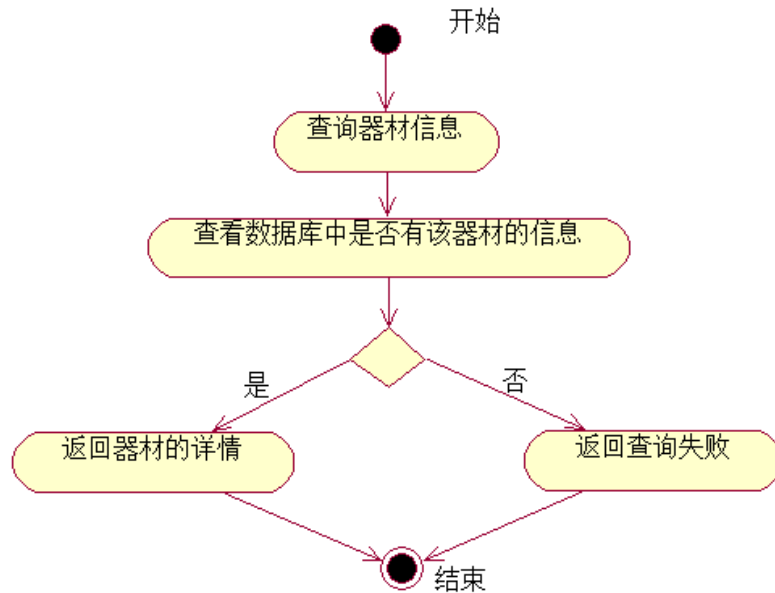 开始
查询器材信息
查看数据库中是否有该器材的信息
是
否
返回器材的详情
返回查询失败
结束